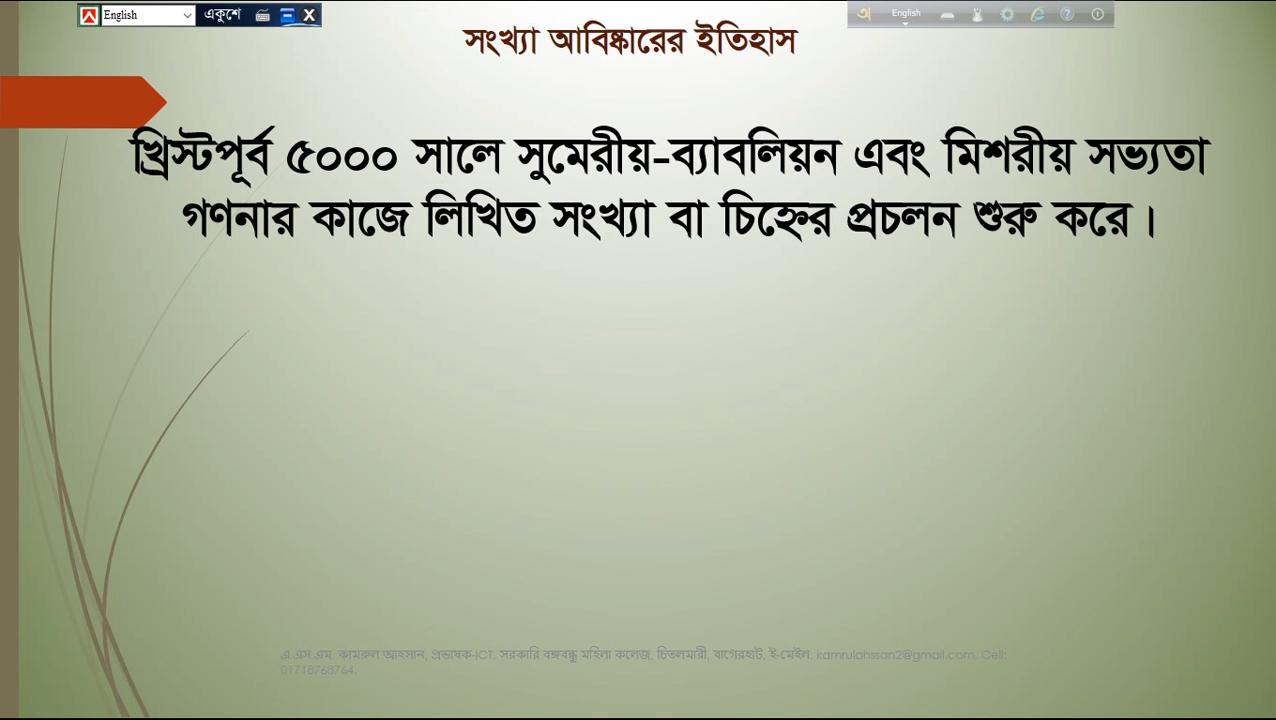 English
একুশে
English
সংখ্যা আবিষ্কারের ইতিহাস
খ্রিস্টপূর্ব ৫০০০ সালে সুমেরীয়-ব্যাবলিয়ন এবং মিশরীয় সভ্যতা
গণনার কাজে লিখিত সংখ্যা বা চিহ্নের প্রচলন শুরু করে।
এ.এস.এম. কামরুল আহসান, প্রভাষক-ICT, সরকারি বঙ্গবন্ধু মহিলা কলেজ, চিতলমারী, বাগেরহাট, ই-মেইল: kamrulahssan2@gmail.com, Cell:
01718768764.